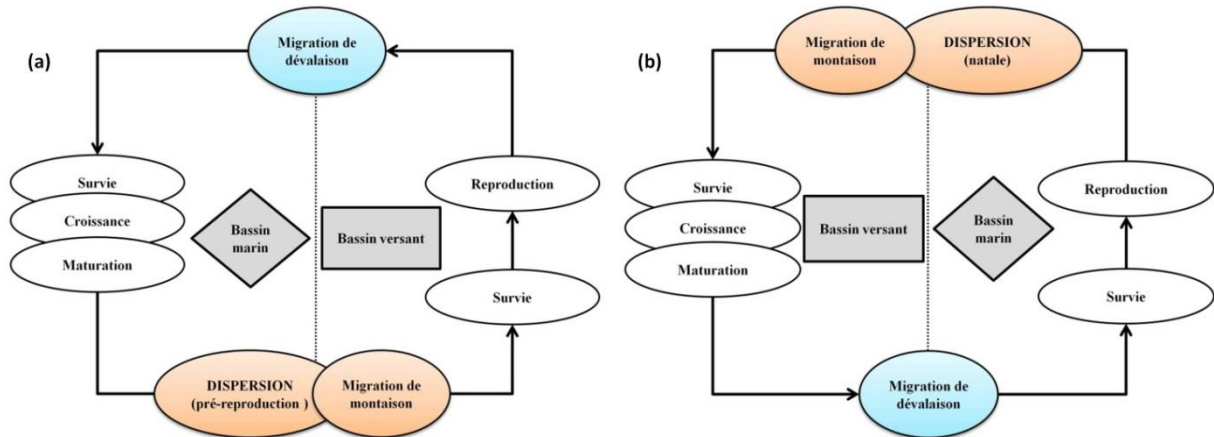 (a)
Migration de
dévalaison
Survie
Croissance
Maturation
Bassin
marin
Bassin versant
Reproduction
Survie
DISPERSION
(pré-reproduction )
Migration de
montaison
(b)
Migration de
montaison
DISPERSION
(natale)
Survie
Croissance
Maturation
Bassin versant
Bassin
marin
Reproduction
Survie
Migration de
dévalaison